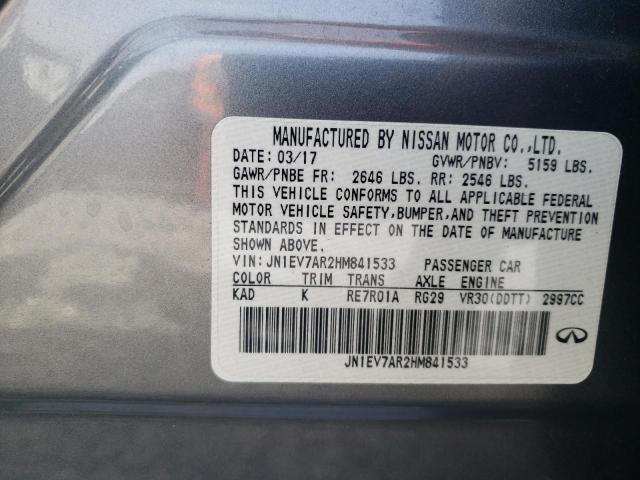 MANUFACTURED BY NISSAN MOTOR CO.,LTD.
DATE: 03/17 GVWR/PNBV: 5159 LBS.
GAWR/PNBE FR: 2646 LBS. RR: 2546 LBS.
THIS VEHICLE CONFORMS TO ALL APPLICABLE FEDERAL
MOTOR VEHICLE SAFETY,BUMPER,AND THEFT PREVENTION
STANDARDS IN EFFECT ON THE DATE OF MANUFACTURE
SHOWN ABOVE.
VIN: JN1EV7AR2HM841533 PASSENGER CAR
COLOR TRIM TRANS AXLE ENGINE
KAD K RE7R01A RG29 VR30(DDTT) 2997CC
JN1EV7AR2HM841533